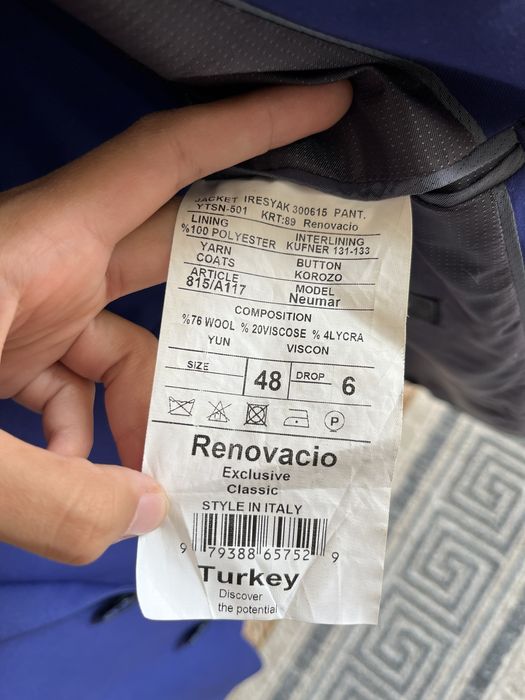 JACKET IRESYAK 300615 PANT.
YTSN-501 KRT:89 Renovacio
LINING INTERLINING
%100 POLYESTER KUFNER 131-133
YARN BUTTON
COATS KOROZO
ARTICLE MODEL
815/A117 Neumar
COMPOSITION
%76 WOOL % 20VISCOSE % 4LYCRA
YUN VISCON
SIZE 48 DROP 6
P
Renovacio
Exclusive
Classic
STYLE IN ITALY
9 79388 65752 9
Turkey
Discover
the potential